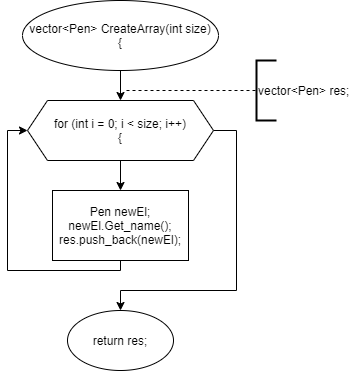 vector<Pen> CreateArray(int size)
{
vector<Pen> res;
for (int i = 0; i < size; i++)
{
Pen newEl;
newEl.Get_name();
res.push_back(newEl);
return res;